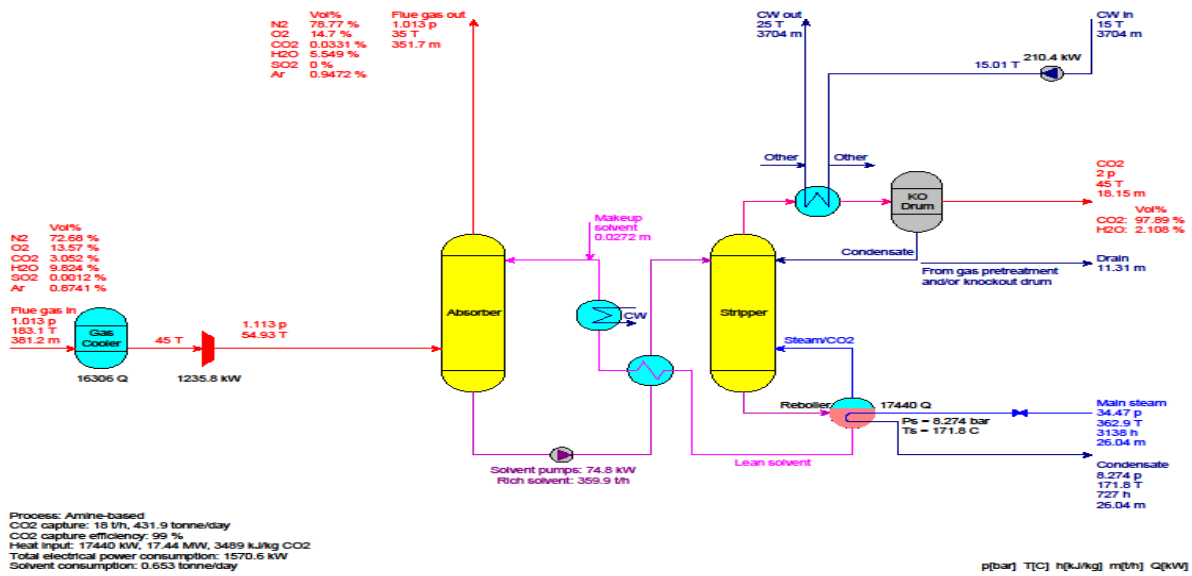 Vol%
N2 78.77 %
O2 14.7 %
CO2 0.0331 %
H2O 5.549 %
SO2 0 %
Ar 0.9472 %
Flue gas out
1.013 p
35 T
351.7 m
CW out
25 T
3704 m
CW in
15 T
3704 m
210.4 kW
15.01 T
Other
Other
KO
Drum
CO2
2 p
45 T
18.15 m
Vol%
CO2: 97.89 %
H2O: 2.108 %
Condensate
From gas pretreatment
and/or knockout drum
Drain
11.31 m
Makeup
solvent
0.0272 m
Vol%
N2 72.68 %
O2 13.57 %
CO2 3.052 %
H2O 9.824 %
SO2 0.0012 %
Ar 0.8741 %
Flue gas in
1.013 p
183.1 T
381.2 m
Gas
Cooler
16306 Q
45 T
1235.8 kW
1.113 p
54.93 T
Absorber
CW
Stripper
Steam/CO2
Reboiler
17440 Q
Ps = 8.274 bar
Ts = 171.8 C
Main steam
34.47 p
362.9 T
3138 h
26.04 m
Lean solvent
Condensate
8.274 p
171.8 T
727 h
26.04 m
Solvent pumps: 74.8 kW
Rich solvent: 359.9 t/h
Process: Amine-based
CO2 capture: 18 t/h, 431.9 tonne/day
CO2 capture efficiency: 99 %
Heat input: 17440 kW, 17.44 MW, 3489 kJ/kg CO2
Total electrical power consumption: 1570.6 kW
Solvent consumption: 0.653 tonne/day
p[bar] T[C] h[kJ/kg] m[t/h] Q[kW]